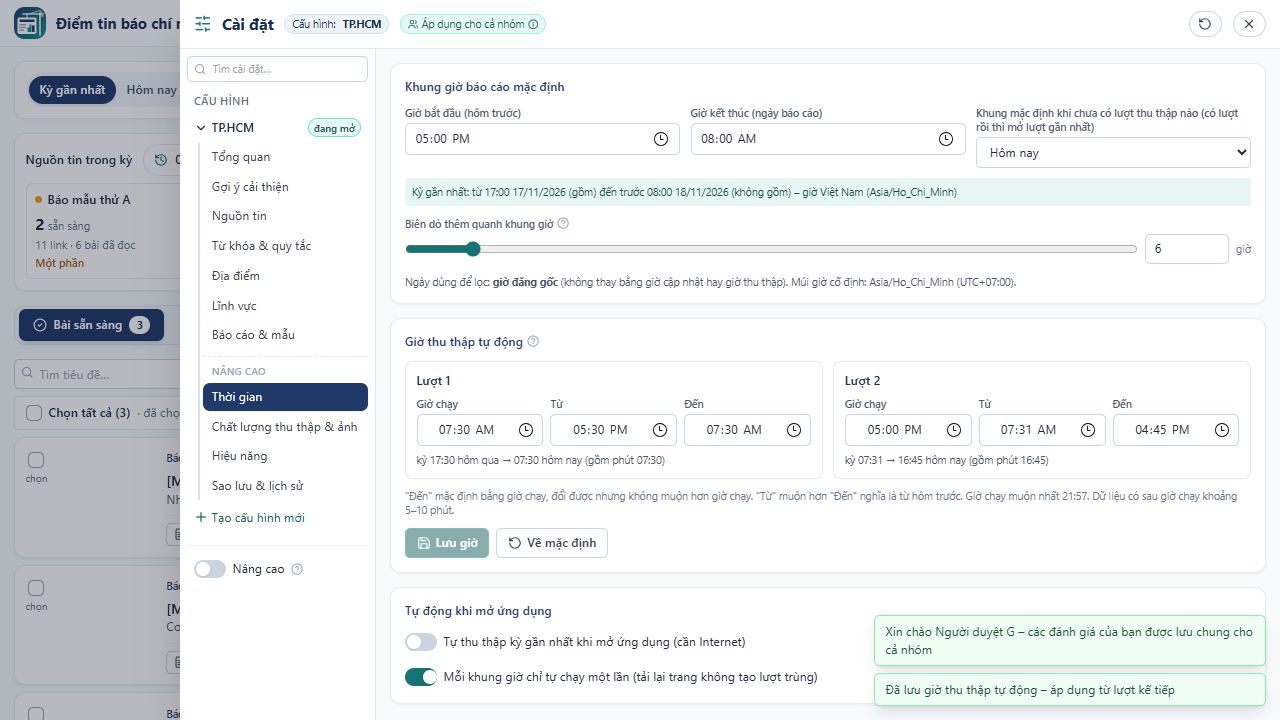 Điểm tin báo chí
Cài đặt
Cấu hình: TP.HCM
Áp dụng cho cả nhóm
Kỳ gần nhất
Hôm nay
Nguồn tin trong kỳ
Báo mẫu thử A
2 sẵn sàng
11 link · 6 bài đã đọc
Một phần
Bài sẵn sàng 3
Tìm tiêu đề...
Chọn tất cả (3) · đã
chọn
chọn
Tìm cài đặt...
CẤU HÌNH
TP.HCM
đang mở
Tổng quan
Gợi ý cải thiện
Nguồn tin
Từ khóa & quy tắc
Địa điểm
Lĩnh vực
Báo cáo & mẫu
NÂNG CAO
Thời gian
Chất lượng thu thập & ảnh
Hiệu năng
Sao lưu & lịch sử
Tạo cấu hình mới
Nâng cao
Khung giờ báo cáo mặc định
Giờ bắt đầu (hôm trước)
05:00 PM
Giờ kết thúc (ngày báo cáo)
08:00 AM
Khung mặc định khi chưa có lượt thu thập nào (có lượt
rồi thì mở lượt gần nhất)
Hôm nay
Kỳ gần nhất: từ 17:00 17/11/2026 (gồm) đến trước 08:00 18/11/2026 (không gồm) – giờ Việt Nam (Asia/Ho_Chi_Minh)
Biên dò thêm quanh khung giờ
6 giờ
Ngày dùng để lọc: giờ đăng gốc (không thay bằng giờ cập nhật hay giờ thu thập). Múi giờ cố định: Asia/Ho_Chi_Minh (UTC+07:00).
Giờ thu thập tự động
Lượt 1
Giờ chạy Từ Đến
07:30 AM 05:30 PM 07:30 AM
kỳ 17:30 hôm qua → 07:30 hôm nay (gồm phút 07:30)
Lượt 2
Giờ chạy Từ Đến
05:00 PM 07:31 AM 04:45 PM
kỳ 07:31 → 16:45 hôm nay (gồm phút 16:45)
"Đến" mặc định bằng giờ chạy, đổi được nhưng không muộn hơn giờ chạy. "Từ" muộn hơn "Đến" nghĩa là từ hôm trước. Giờ chạy muộn nhất 21:57. Dữ liệu có sau giờ chạy khoảng
5–10 phút.
Lưu giờ
Về mặc định
Tự động khi mở ứng dụng
Tự thu thập kỳ gần nhất khi mở ứng dụng (cần Internet)
Mỗi khung giờ chỉ tự chạy một lần (tải lại trang không tạo lượt trùng)
Xin chào Người duyệt G – các đánh giá của bạn được lưu chung cho
cả nhóm
Đã lưu giờ thu thập tự động – áp dụng từ lượt kế tiếp